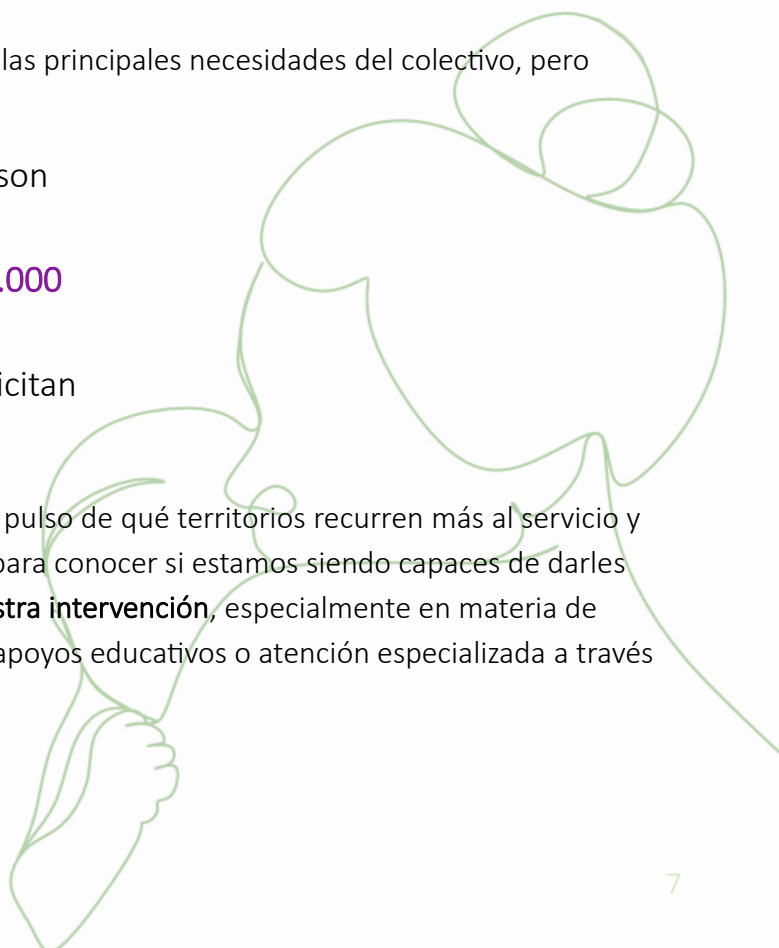 las principales necesidades del colectivo, pero
son
.000
icitan
pulso de qué territorios recurren más al servicio y
para conocer si estamos siendo capaces de darles
stra intervención, especialmente en materia de
apoyos educativos o atención especializada a través
7